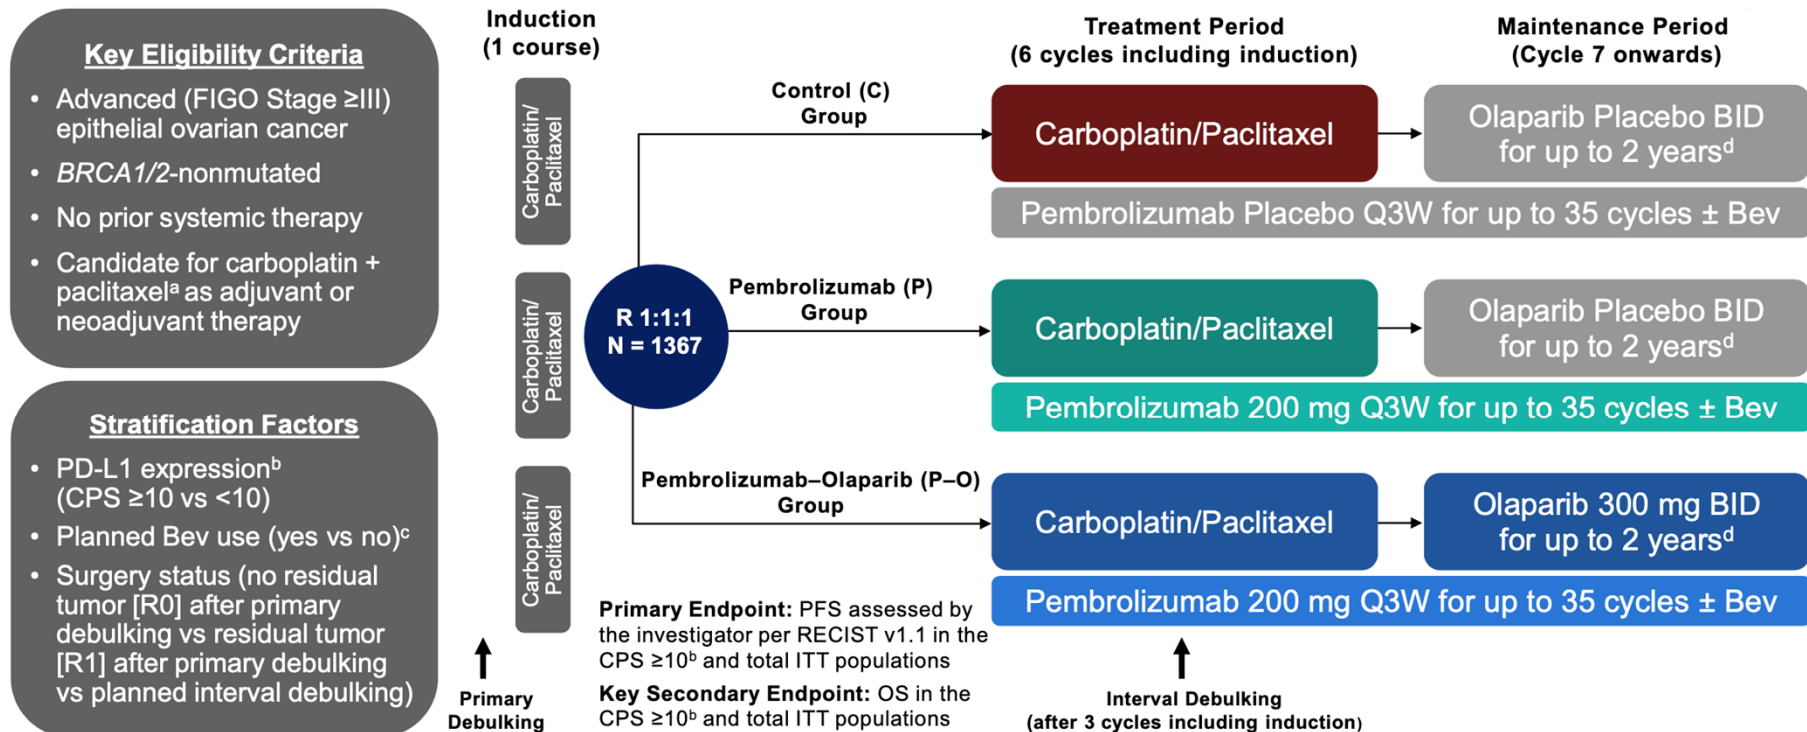 Key Eligibility Criteria
• Advanced (FIGO Stage ≥III)
epithelial ovarian cancer
• BRCA1/2-nonmutated
• No prior systemic therapy
• Candidate for carboplatin +
paclitaxelᵃ as adjuvant or
neoadjuvant therapy
Stratification Factors
• PD-L1 expressionᵇ
(CPS ≥10 vs <10)
• Planned Bev use (yes vs no)ᶜ
• Surgery status (no residual
tumor [R0] after primary
debulking vs residual tumor
[R1] after primary debulking
vs planned interval debulking)
Induction
(1 course)
Carboplatin/
Paclitaxel
Carboplatin/
Paclitaxel
Carboplatin/
Paclitaxel
Primary
Debulking
R 1:1:1
N = 1367
Treatment Period
(6 cycles including induction)
Maintenance Period
(Cycle 7 onwards)
Control (C)
Group
Carboplatin/Paclitaxel
Olaparib Placebo BID
for up to 2 yearsᵈ
Pembrolizumab Placebo Q3W for up to 35 cycles ± Bev
Pembrolizumab (P)
Group
Carboplatin/Paclitaxel
Olaparib Placebo BID
for up to 2 yearsᵈ
Pembrolizumab 200 mg Q3W for up to 35 cycles ± Bev
Pembrolizumab–Olaparib (P–O)
Group
Carboplatin/Paclitaxel
Olaparib 300 mg BID
for up to 2 yearsᵈ
Pembrolizumab 200 mg Q3W for up to 35 cycles ± Bev
Primary Endpoint: PFS assessed by
the investigator per RECIST v1.1 in the
CPS ≥10ᵇ and total ITT populations
Key Secondary Endpoint: OS in the
CPS ≥10ᵇ and total ITT populations
Interval Debulking
(after 3 cycles including induction)